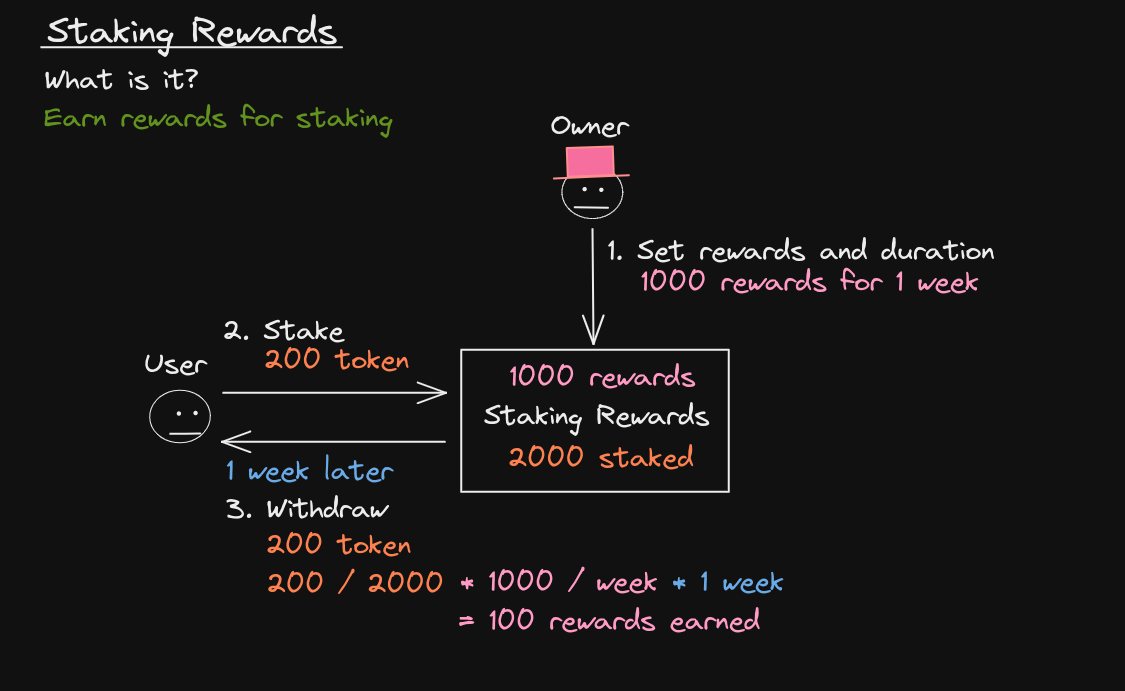 Staking Rewards
What is it?
Earn rewards for staking
Owner
1. Set rewards and duration
1000 rewards for 1 week
2. Stake
200 token
User
1000 rewards
Staking Rewards
2000 staked
1 week later
3. Withdraw
200 token
200 / 2000 * 1000 / week * 1 week
= 100 rewards earned